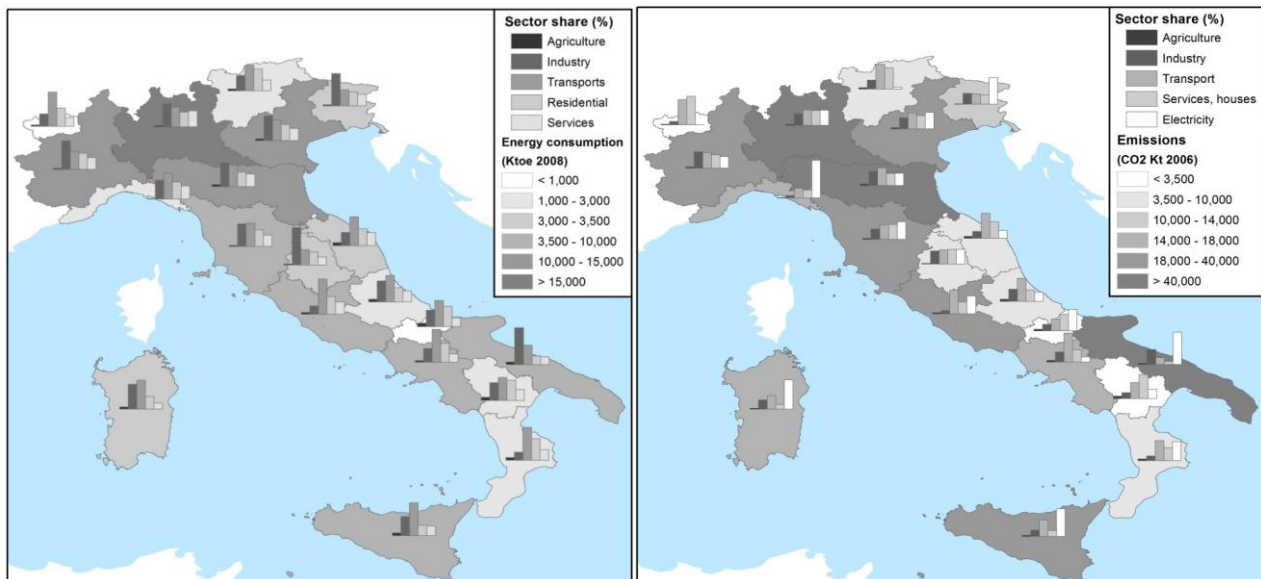 Sector share (%)
Agriculture
Industry
Transports
Residential
Services
Energy consumption
(Ktoe 2008)
< 1,000
1,000 - 3,000
3,000 - 3,500
3,500 - 10,000
10,000 - 15,000
> 15,000
Sector share (%)
Agriculture
Industry
Transport
Services, houses
Electricity
Emissions
(CO2 Kt 2006)
< 3,500
3,500 - 10,000
10,000 - 14,000
14,000 - 18,000
18,000 - 40,000
> 40,000